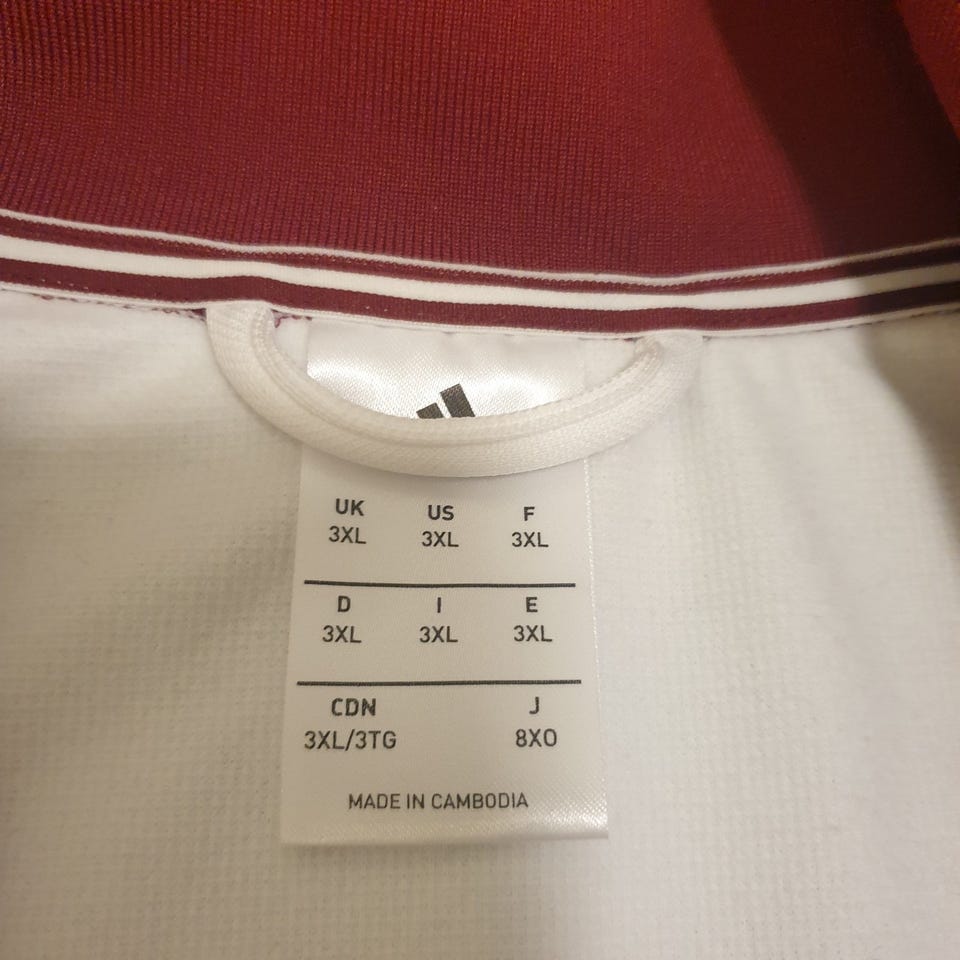 UK US F
3XL 3XL 3XL
D I E
3XL 3XL 3XL
CDN J
3XL/3TG 8XO
MADE IN CAMBODIA